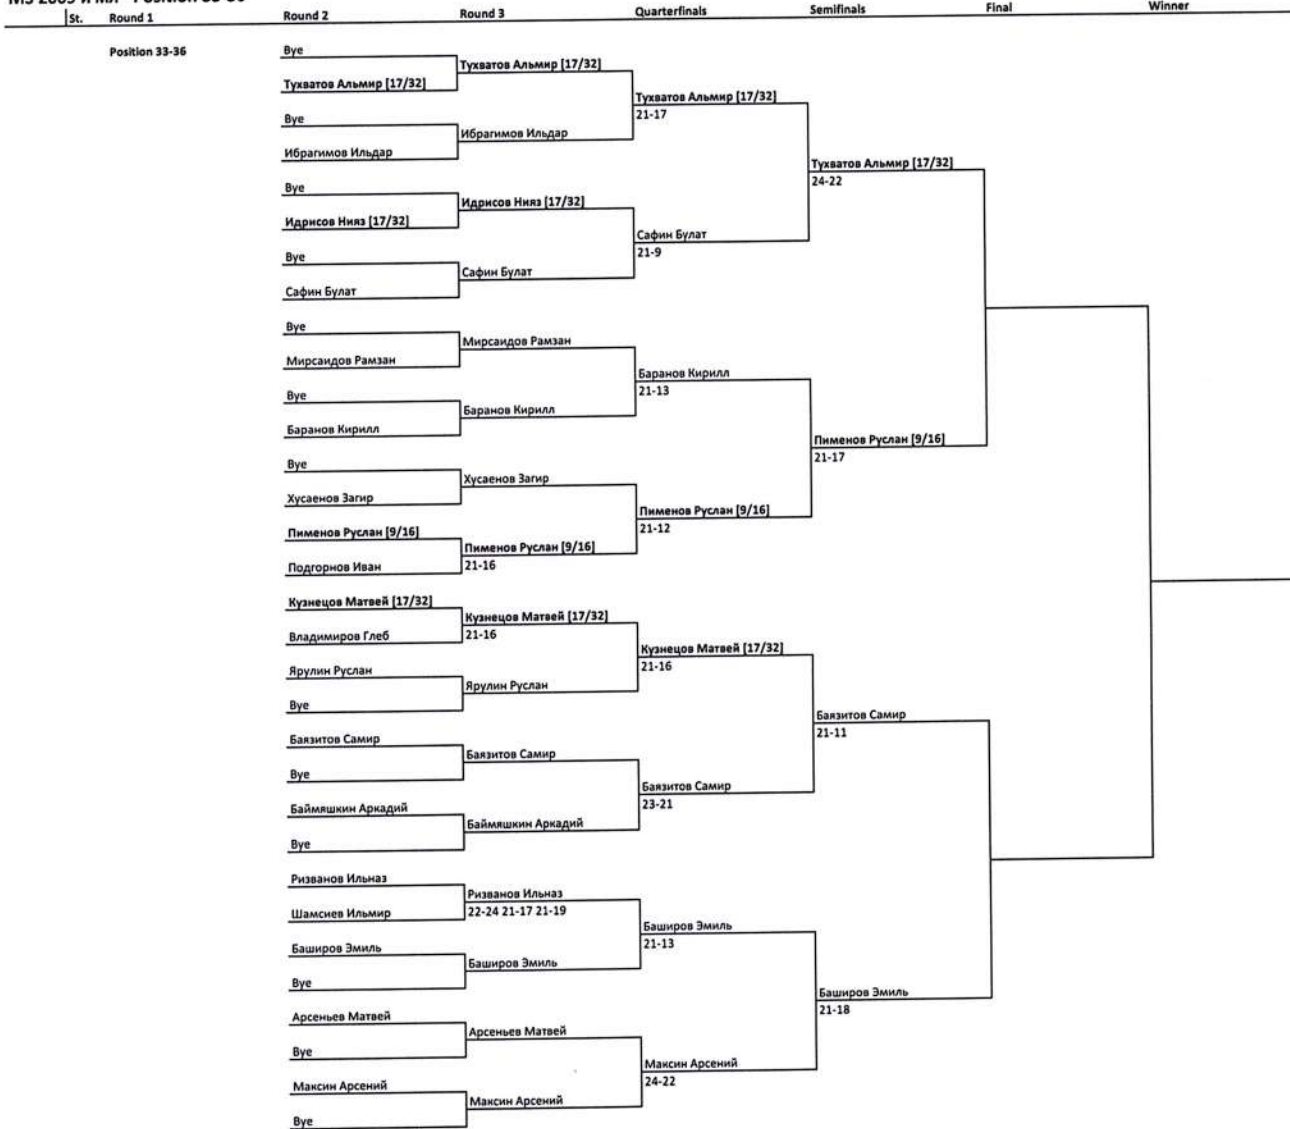 St. Round 1 Round 2 Round 3 Quarterfinals Semifinals Final Winner
Position 33-36
Bye
Тухватов Альмир [17/32]
Тухватов Альмир [17/32]
Тухватов Альмир [17/32]
21-17
Bye
Ибрагимов Ильдар
Ибрагимов Ильдар
Тухватов Альмир [17/32]
24-22
Bye
Идрисов Нияз [17/32]
Идрисов Нияз [17/32]
Сафин Булат
21-9
Bye
Сафин Булат
Сафин Булат
Bye
Мирсаидов Рамзан
Мирсаидов Рамзан
Баранов Кирилл
21-13
Bye
Баранов Кирилл
Баранов Кирилл
Пименов Руслан [9/16]
21-17
Bye
Хусаенов Загир
Хусаенов Загир
Пименов Руслан [9/16]
21-12
Пименов Руслан [9/16]
Пименов Руслан [9/16]
21-16
Подгорнов Иван
Кузнецов Матвей [17/32]
Кузнецов Матвей [17/32]
21-16
Владимиров Глеб
Кузнецов Матвей [17/32]
21-16
Ярулин Руслан
Ярулин Руслан
Bye
Баязитов Самир
21-11
Баязитов Самир
Баязитов Самир
Bye
Баязитов Самир
23-21
Баймяшкин Аркадий
Баймяшкин Аркадий
Bye
Ризванов Ильназ
Ризванов Ильназ
22-24 21-17 21-19
Шамсиев Ильмир
Баширов Эмиль
21-13
Баширов Эмиль
Баширов Эмиль
Bye
Баширов Эмиль
21-18
Арсеньев Матвей
Арсеньев Матвей
Bye
Максин Арсений
24-22
Максин Арсений
Максин Арсений
Bye